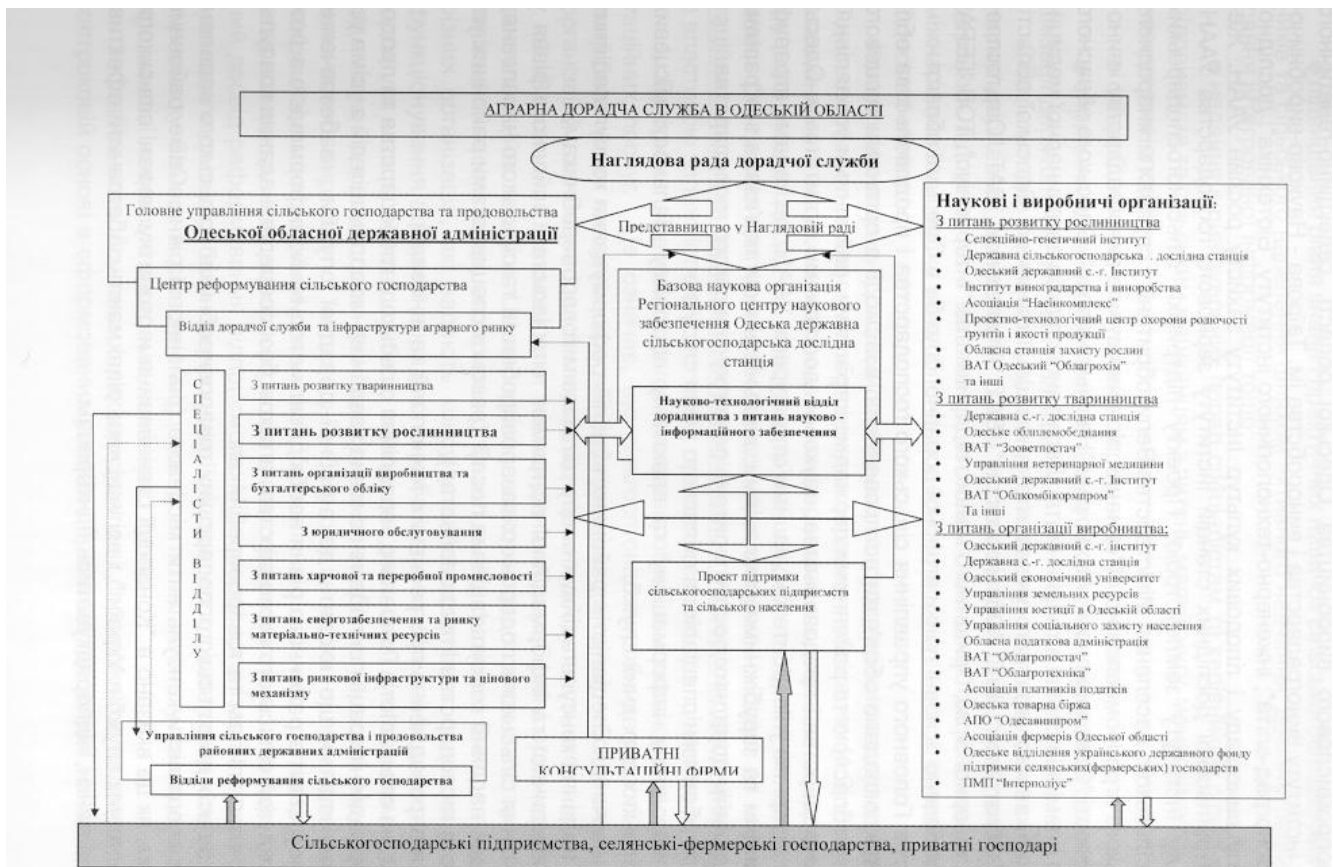 АГРАРНА ДОРАДЧА СЛУЖБА В ОДЕСЬКІЙ ОБЛАСТІ
Наглядова рада дорадчої служби
Головне управління сільського господарства та продовольства
Одеської обласної державної адміністрації
Центр реформування сільського господарства
Відділ дорадчої служби та інфраструктури аграрного ринку
СПЕЦІАЛІСТИ ВІДДІЛУ
З питань розвитку тваринництва
З питань розвитку рослинництва
З питань організації виробництва та
бухгалтерського обліку
З юридичного обслуговування
З питань харчової та переробної промисловості
З питань енергозабезпечення та ринку
матеріально-технічних ресурсів
З питань ринкової інфраструктури та цінового
механізму
Управління сільського господарства і продовольства
районних державних адміністрацій
Відділи реформування сільського господарства
Представництво у Наглядовій раді
Базова наукова організація
Регіонального центру наукового
забезпечення Одеська державна
сільськогосподарська дослідна
станція
Науково-технологічний відділ
дорадництва з питань науково -
інформаційного забезпечення
Проект підтримки
сільськогосподарських підприємств
та сільського населення
ПРИВАТНІ
КОНСУЛЬТАЦІЙНІ ФІРМИ
Наукові і виробничі організації:
З питань розвитку рослинництва
• Селекційно-генетичний інститут
• Державна сільськогосподарська . дослідна станція
• Одеський державний с.-г. Інститут
• Інститут виноградарства і виноробства
• Асоціація “Насінкомплекс”
• Проектно-технологічний центр охорони родючості
ґрунтів і якості продукції
• Обласна станція захисту рослин
• ВАТ Одеський “Облагрохім”
• та інші
З питань розвитку тваринництва
• Державна с.-г. дослідна станція
• Одеське облплемобєднання
• ВАТ “Зооветпостач”
• Управління ветеринарної медицини
• Одеський державний с.-г. Інститут
• ВАТ “Облкомбікормпром”
• Та інші
З питань організації виробництва:
• Одеський державний с.-г. інститут
• Державна с.-г. дослідна станція
• Одеський економічний університет
• Управління земельних ресурсів
• Управління юстиції в Одеській області
• Управління соціального захисту населення
• Обласна податкова адміністрація
• ВАТ “Облагропостач”
• ВАТ “Облагротехніка”
• Асоціація платників податків
• Одеська товарна біржа
• АПО “Одесавинпром”
• Асоціація фермерів Одеської області
• Одеське відділення українського державного фонду
підтримки селянських(фермерських) господарств
• ПМП “Інтерполіус”
Сільськогосподарські підприємства, селянські-фермерські господарства, приватні господарі